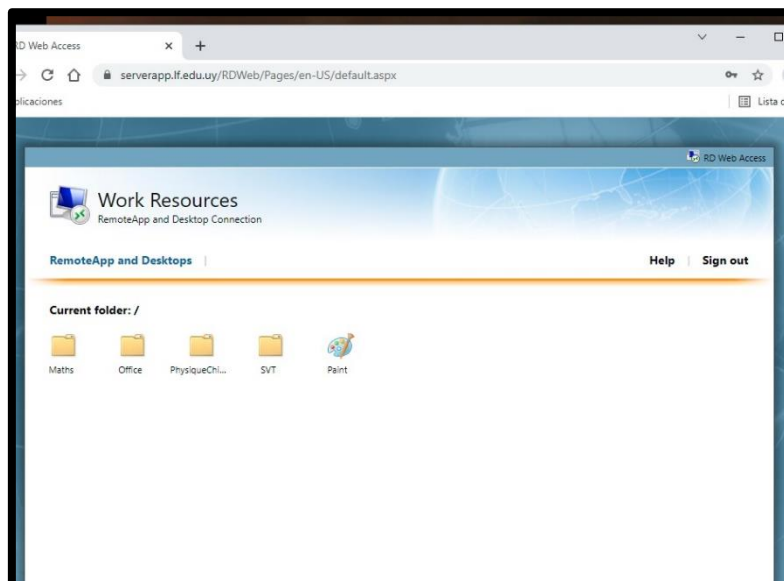 RD Web Access
serverapp.lf.edu.uy/RDWeb/Pages/en-US/default.aspx
Lista
RD Web Access
Work Resources
RemoteApp and Desktop Connection
RemoteApp and Desktops
Help | Sign out
Current folder: /
Maths Office PhysiqueChi... SVT Paint